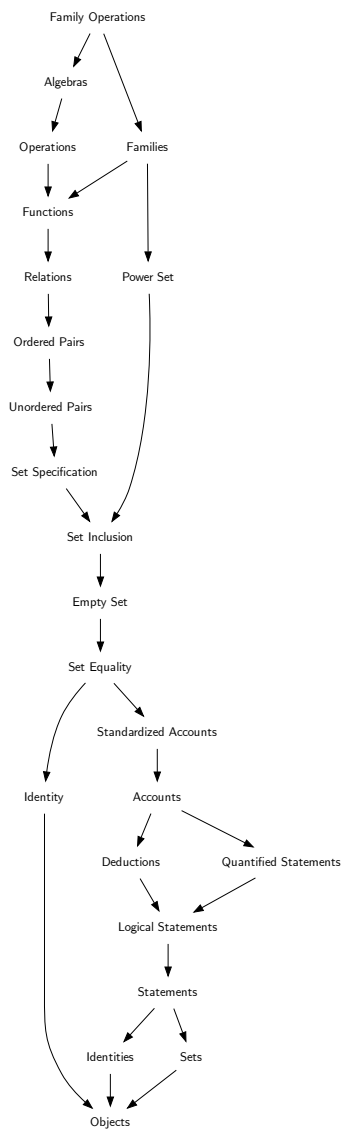 Family Operations
Algebras
Operations
Families
Functions
Relations
Power Set
Ordered Pairs
Unordered Pairs
Set Specification
Set Inclusion
Empty Set
Set Equality
Standardized Accounts
Identity
Accounts
Deductions
Quantified Statements
Logical Statements
Statements
Identities
Sets
Objects